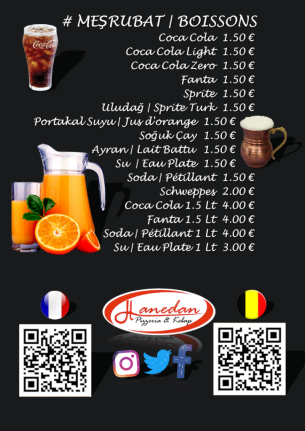 # MEŞRUBAT | BOISSONS
Coca Cola 1.50 €
Coca Cola Light 1.50 €
Coca Cola Zero 1.50 €
Fanta 1.50 €
Sprite 1.50 €
Uludağ | Sprite Turk 1.50 €
Portakal Suyu | Jus d'orange 1.50 €
Soğuk Çay 1.50 €
Ayran | Lait Battu 1.50 €
Su | Eau Plate 1.50 €
Soda | Pétillant 1.50 €
Schweppes 2.00 €
Coca Cola 1.5 Lt 4.00 €
Fanta 1.5 Lt 4.00 €
Soda | Pétillant 1 Lt 4.00 €
Su | Eau Plate 1 Lt 3.00 €
Coca-Cola
Hanedan
Pizzeria & Kebap